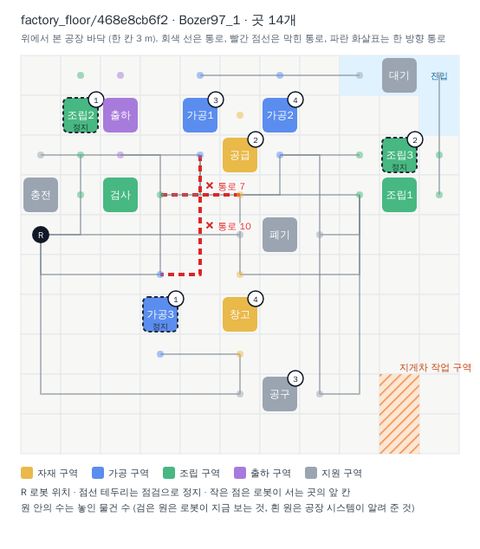 factory_floor/468e8cb6f2 · Bozer97_1 · 곳 14개
위에서 본 공장 바닥 (한 칸 3 m). 회색 선은 통로, 빨간 점선은 막힌 통로, 파란 화살표는 한 방향 통로
대기
진입
1
3
4
조립2
정지
출하
가공1
가공2
2
2
공급
조립3
정지
충전
검사
✕ 통로 7
조립1
R
✕ 통로 10
폐기
1
4
가공3
정지
창고
지게차 작업 구역
3
공구
자재 구역 가공 구역 조립 구역 출하 구역 지원 구역
R 로봇 위치 · 점선 테두리는 점검으로 정지 · 작은 점은 로봇이 서는 곳의 앞 칸
원 안의 수는 놓인 물건 수 (검은 원은 로봇이 지금 보는 것, 흰 원은 공장 시스템이 알려 준 것)